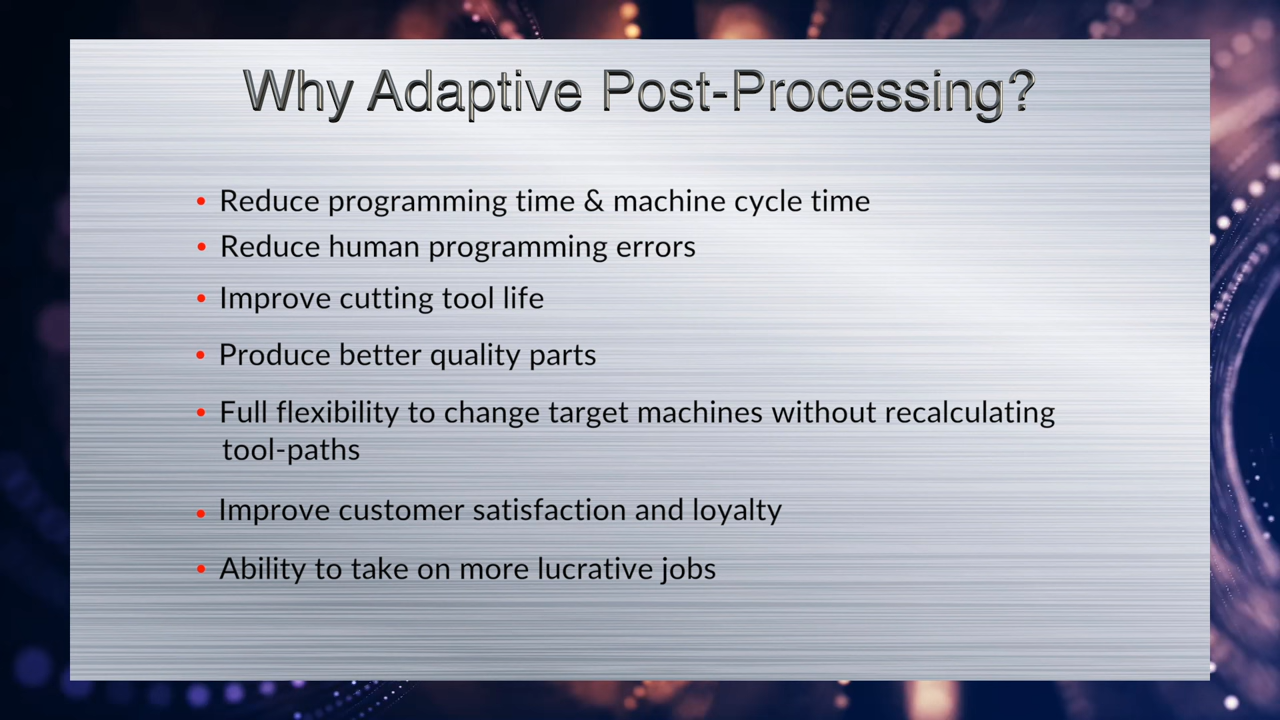 Why Adaptive Post-Processing?
• Reduce programming time & machine cycle time
• Reduce human programming errors
• Improve cutting tool life
• Produce better quality parts
• Full flexibility to change target machines without recalculating
tool-paths
• Improve customer satisfaction and loyalty
• Ability to take on more lucrative jobs